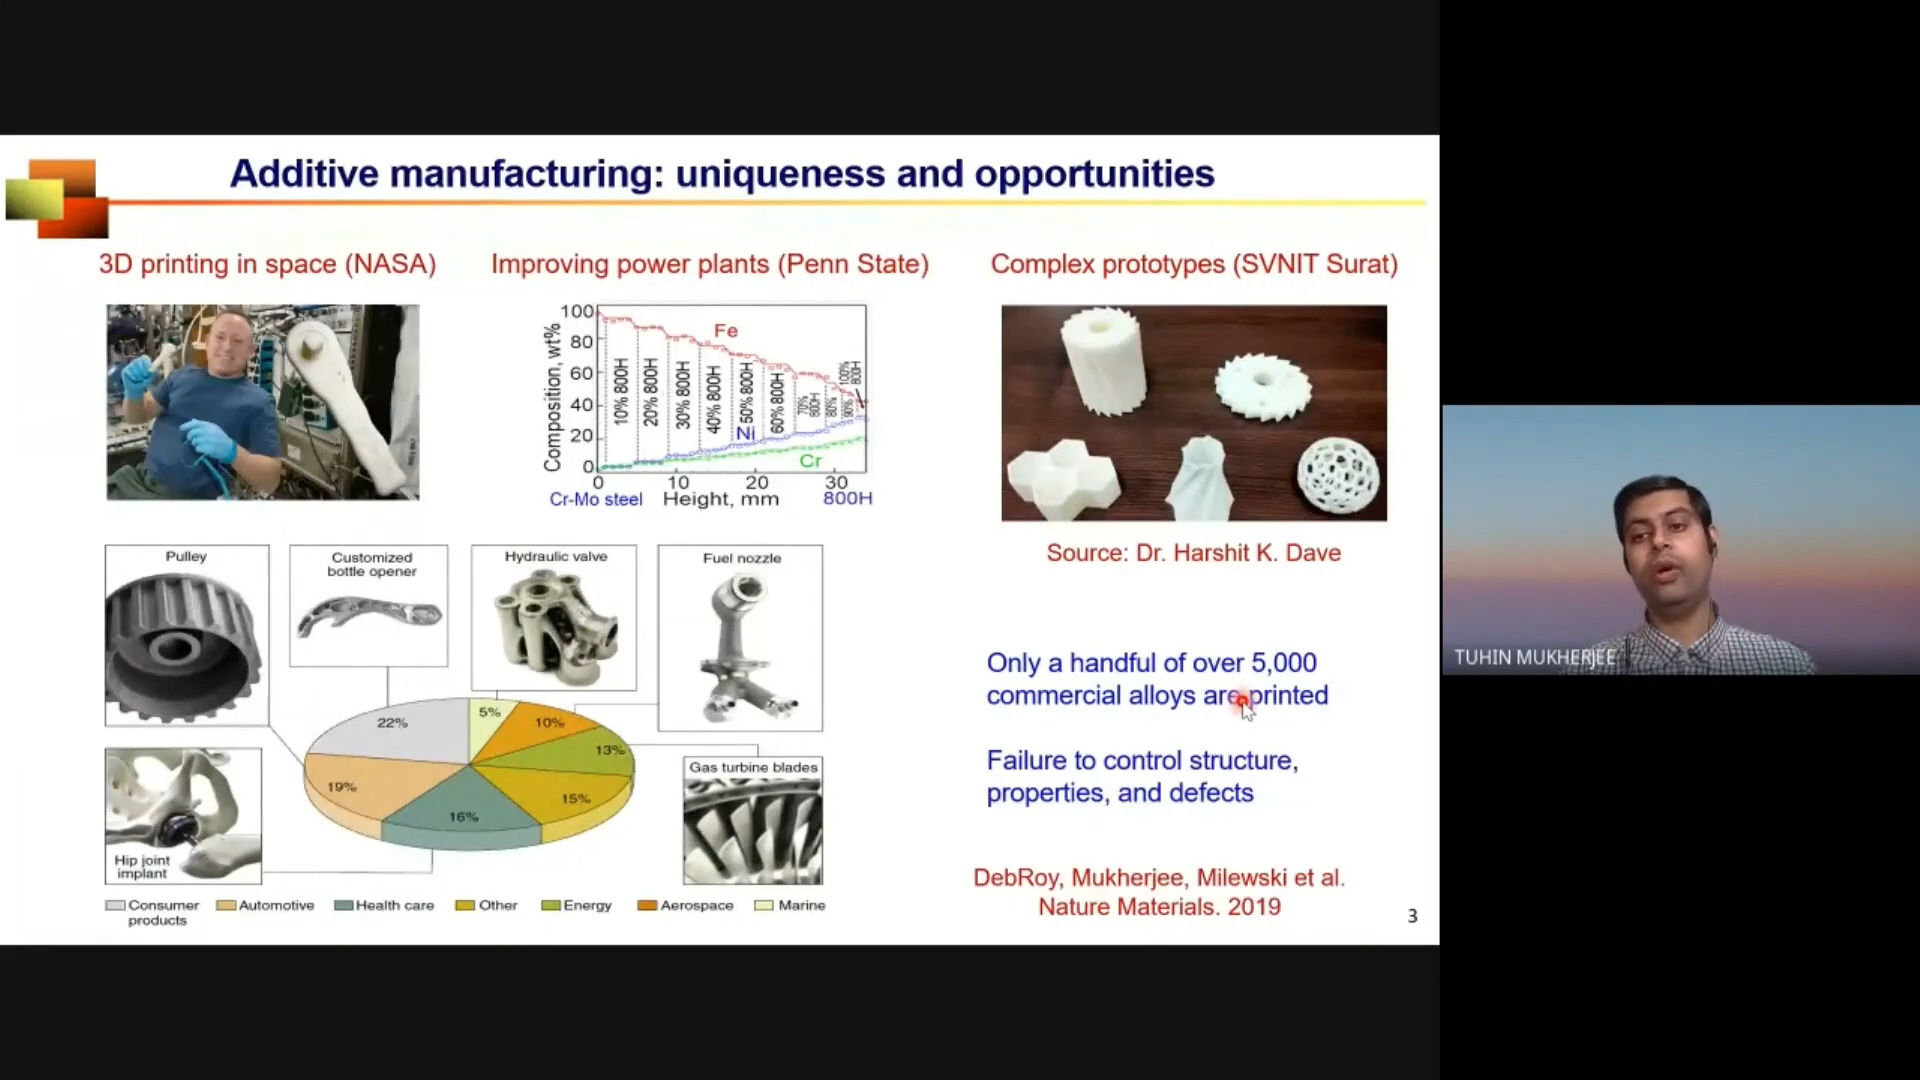 Additive manufacturing: uniqueness and opportunities
3D printing in space (NASA)
Improving power plants (Penn State)
Complex prototypes (SVNIT Surat)
100
80
60
40
20
0
Composition, wt%
Fe
Ni
Cr
10% 800H
20% 800H
30% 800H
40% 800H
50% 800H
60% 800H
70%
800H
80%
90%
100%
800H
0
10
20
30
Cr-Mo steel
Height, mm
800H
Source: Dr. Harshit K. Dave
Pulley
Customized
bottle opener
Hydraulic valve
Fuel nozzle
Gas turbine blades
Hip joint
implant
22%
5%
10%
13%
15%
16%
19%
Consumer
products
Automotive
Health care
Other
Energy
Aerospace
Marine
Only a handful of over 5,000
commercial alloys are printed
Failure to control structure,
properties, and defects
DebRoy, Mukherjee, Milewski et al.
Nature Materials. 2019
3
TUHIN MUKHERJEE